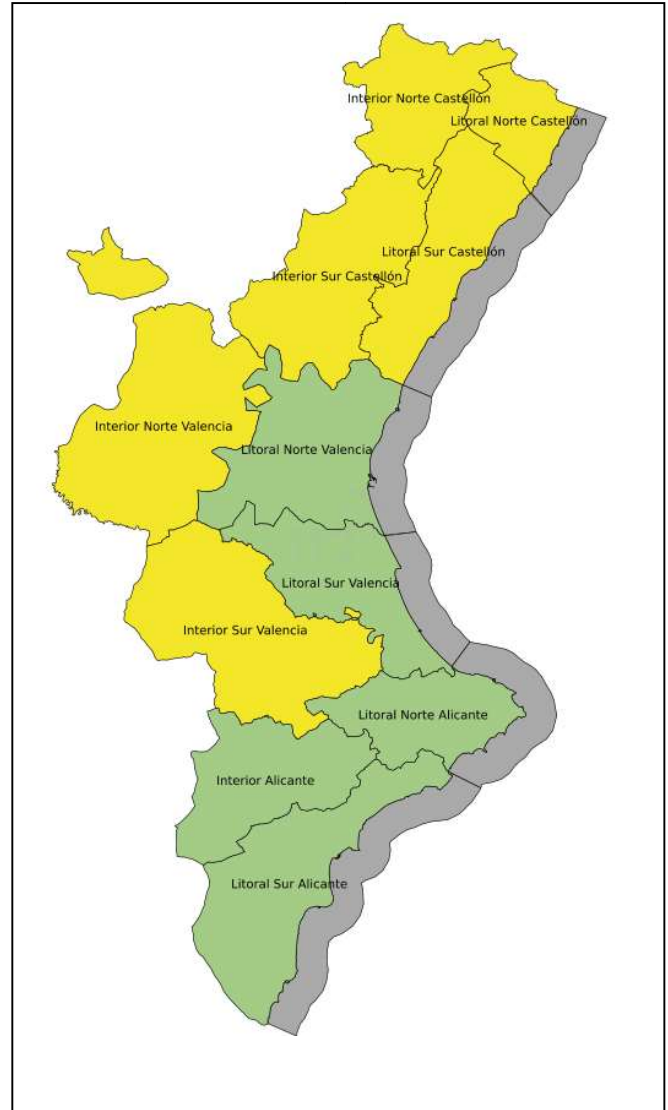 Interior Norte Castellón
Litoral Norte Castellón
Litoral Sur Castellón
Interior Sur Castellón
Interior Norte Valencia
Litoral Norte Valencia
Litoral Sur Valencia
Interior Sur Valencia
Litoral Norte Alicante
Interior Alicante
Litoral Sur Alicante